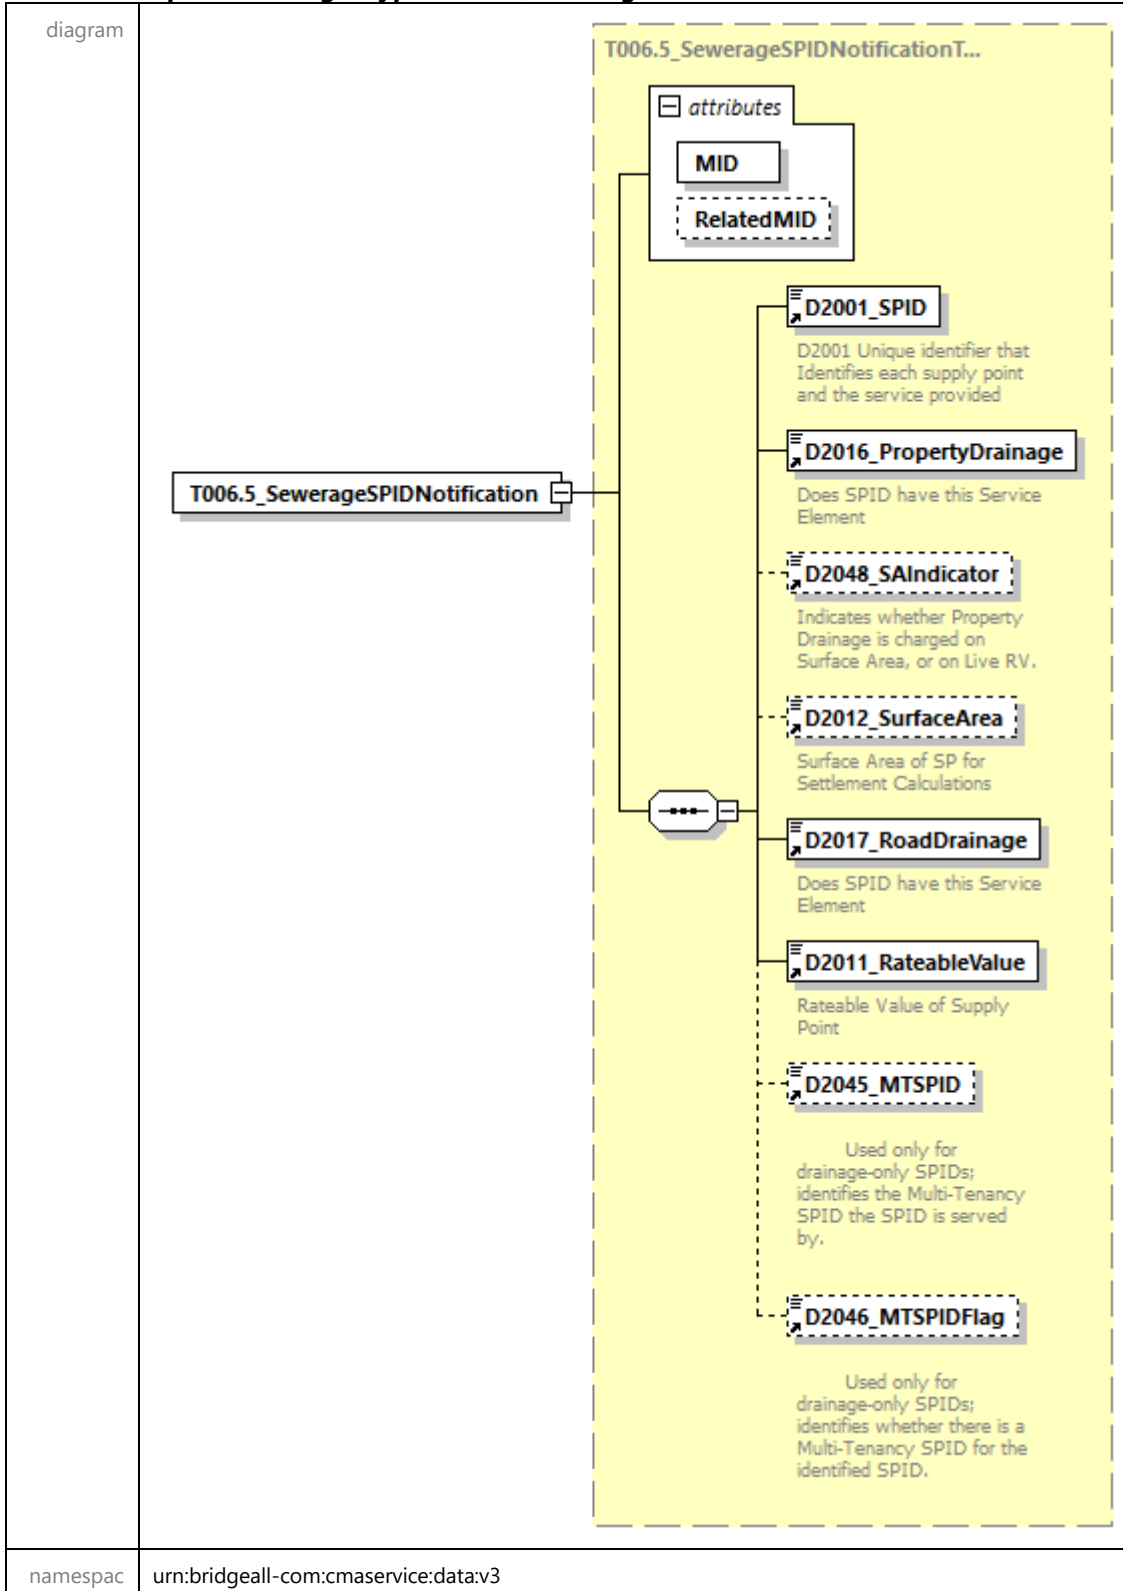 diagram
T006.5_SewerageSPIDNotificationT...
attributes
MID
RelatedMID
D2001_SPID
D2001 Unique identifier that
Identifies each supply point
and the service provided
D2016_PropertyDrainage
Does SPID have this Service
Element
T006.5_SewerageSPIDNotification
D2048_SAIndicator
Indicates whether Property
Drainage is charged on
Surface Area, or on Live RV.
D2012_SurfaceArea
Surface Area of SP for
Settlement Calculations
D2017_RoadDrainage
Does SPID have this Service
Element
D2011_RateableValue
Rateable Value of Supply
Point
D2045_MTSPID
Used only for
drainage-only SPIDs;
identifies the Multi-Tenancy
SPID the SPID is served
by.
D2046_MTSPIDFlag
Used only for
drainage-only SPIDs;
identifies whether there is a
Multi-Tenancy SPID for the
identified SPID.
namespac
urn:bridgeall-com:cmaservice:data:v3